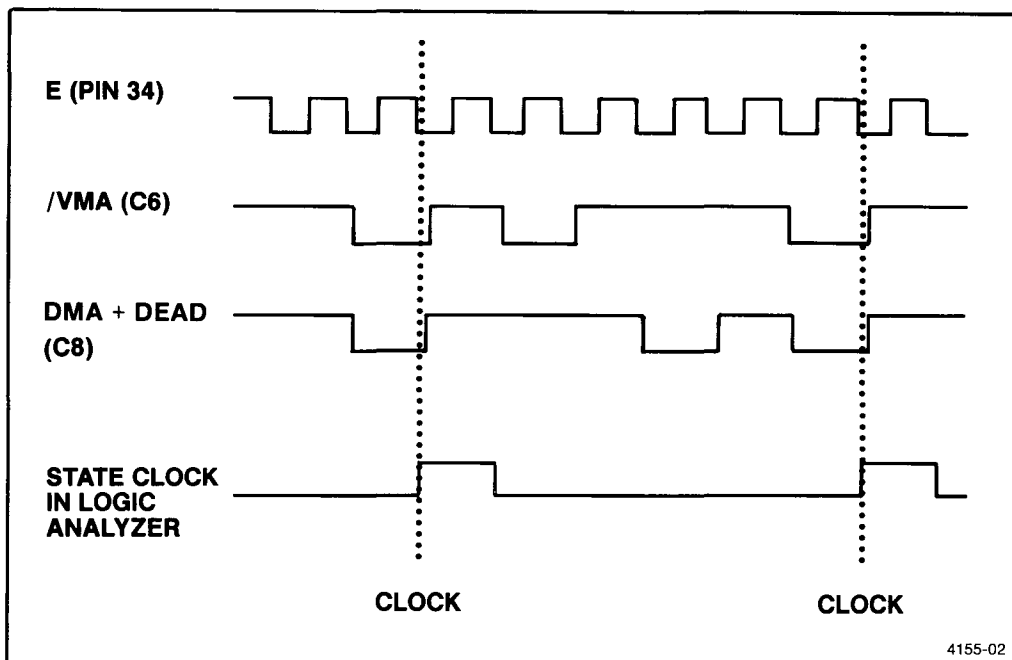 E (PIN 34)
/VMA (C6)
DMA + DEAD
(C8)
STATE CLOCK
IN LOGIC
ANALYZER
CLOCK
CLOCK
4155-02